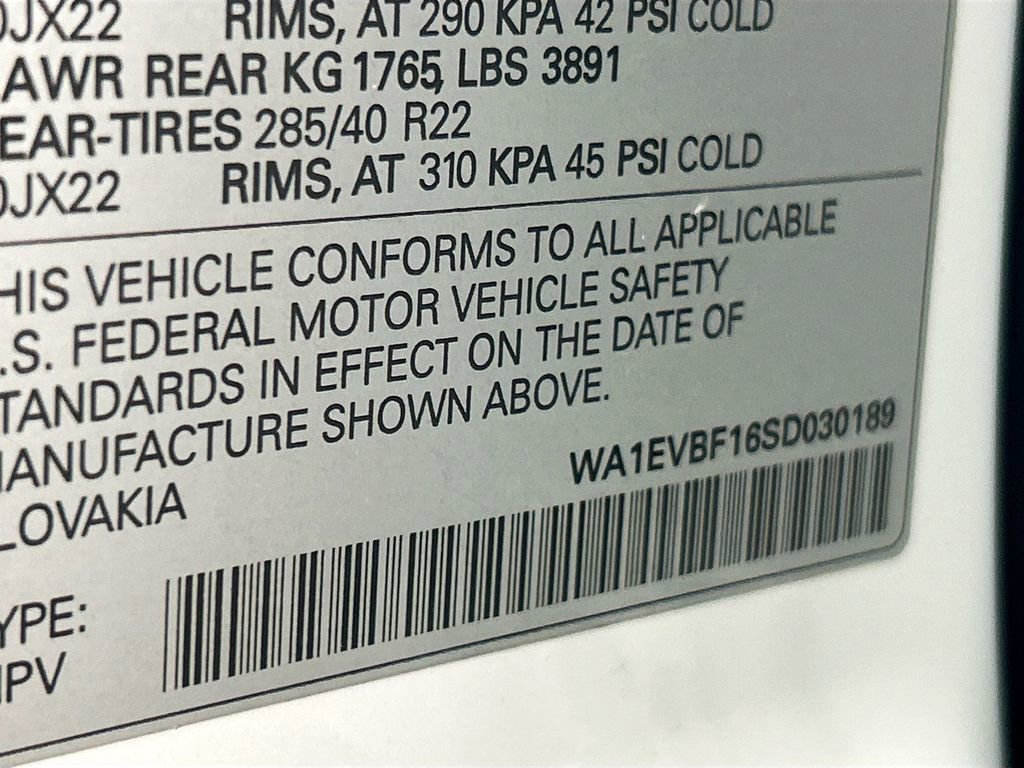 0JX22 RIMS, AT 290 KPA 42 PSI COLD
AWR REAR KG 1765, LBS 3891
EAR-TIRES 285/40 R22
0JX22 RIMS, AT 310 KPA 45 PSI COLD
HIS VEHICLE CONFORMS TO ALL APPLICABLE
.S. FEDERAL MOTOR VEHICLE SAFETY
TANDARDS IN EFFECT ON THE DATE OF
ANUFACTURE SHOWN ABOVE.
LOVAKIA
WA1EVBF16SD030189
YPE:
PV